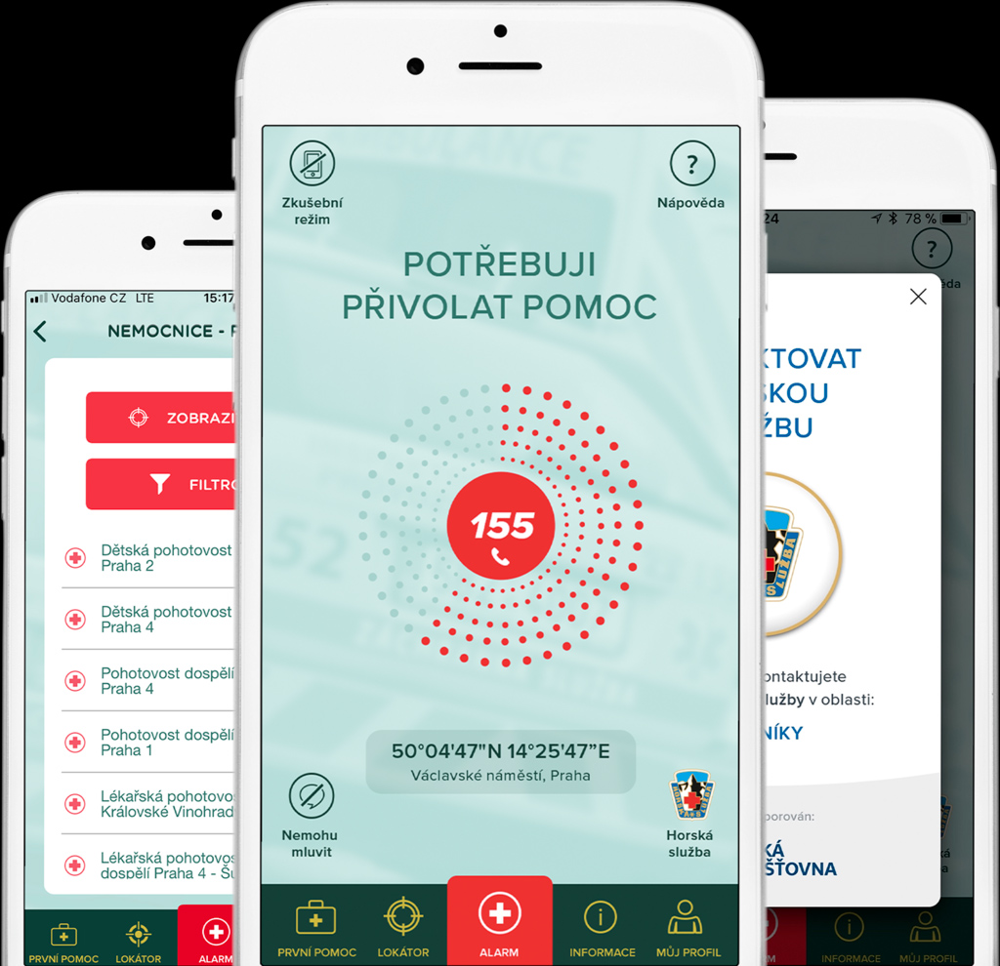 Vodafone CZ LTE 15:17
NEMOCNICE -
ZOBRAZI
FILTRO
Dětská pohotovost
Praha 2
Dětská pohotovost
Praha 4
Pohotovost dospělí
Praha 4
Pohotovost dospělí
Praha 1
Lékařská pohotovos
Královské Vinohrad
Lékařská pohotovos
dospělí Praha 4 - Šu
PRVNÍ POMOC
LOKÁTOR
ALARM
Zkušební
režim
?
Nápověda
POTŘEBUJI
PŘIVOLAT POMOC
155
50°04'47"N 14°25'47”E
Václavské náměstí, Praha
Nemohu
mluvit
Horská
služba
PRVNÍ POMOC
LOKÁTOR
ALARM
INFORMACE
MŮJ PROFIL
24
78 %
?
ěda
KTOVAT
SKOU
ŽBU
ontaktujete
lužby v oblasti:
NÍKY
porován:
KÁ
IŠŤOVNA
INFORMACE
MŮJ PROFIL